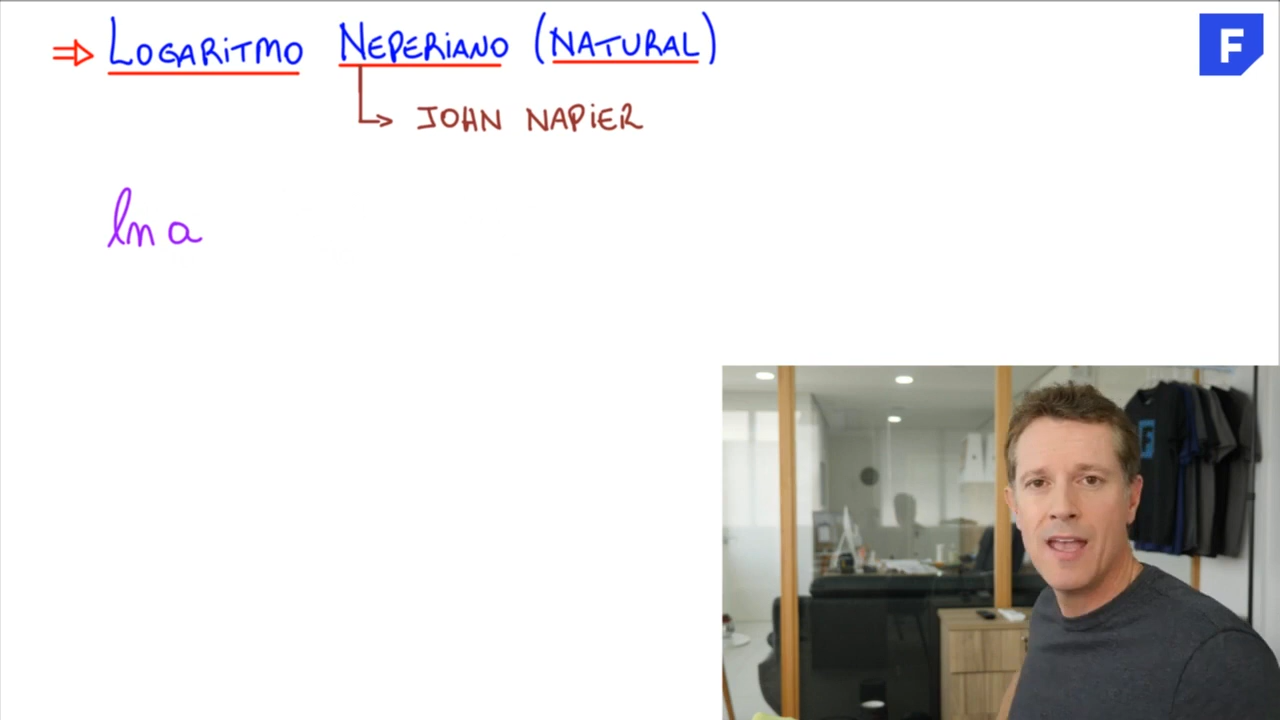 ⇒ LOGARITMO NEPERIANO (NATURAL)
F
↳ JOHN NAPIER
ln a
F